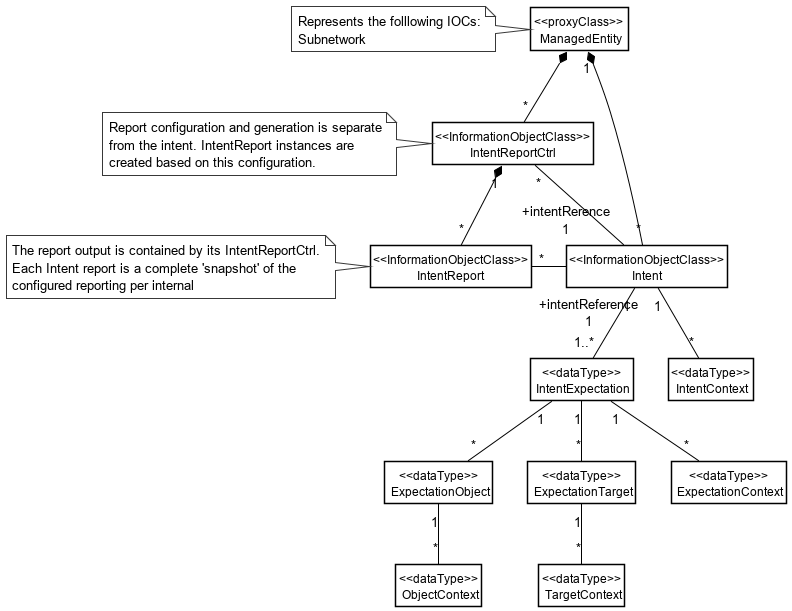 Represents the folllowing IOCs:
Subnetwork
<<proxyClass>>
ManagedEntity
1
*
Report configuration and generation is separate
from the intent. IntentReport instances are
created based on this configuration.
<<InformationObjectClass>>
IntentReportCtrl
1
*
+intentRerence
1
*
*
The report output is contained by its IntentReportCtrl.
Each Intent report is a complete 'snapshot' of the
configured reporting per internal
<<InformationObjectClass>>
IntentReport
*
<<InformationObjectClass>>
Intent
+intentReference
1
1
1
1..*
*
<<dataType>>
IntentExpectation
<<dataType>>
IntentContext
1
1
1
*
*
*
<<dataType>>
ExpectationObject
<<dataType>>
ExpectationTarget
<<dataType>>
ExpectationContext
1
1
*
*
<<dataType>>
ObjectContext
<<dataType>>
TargetContext